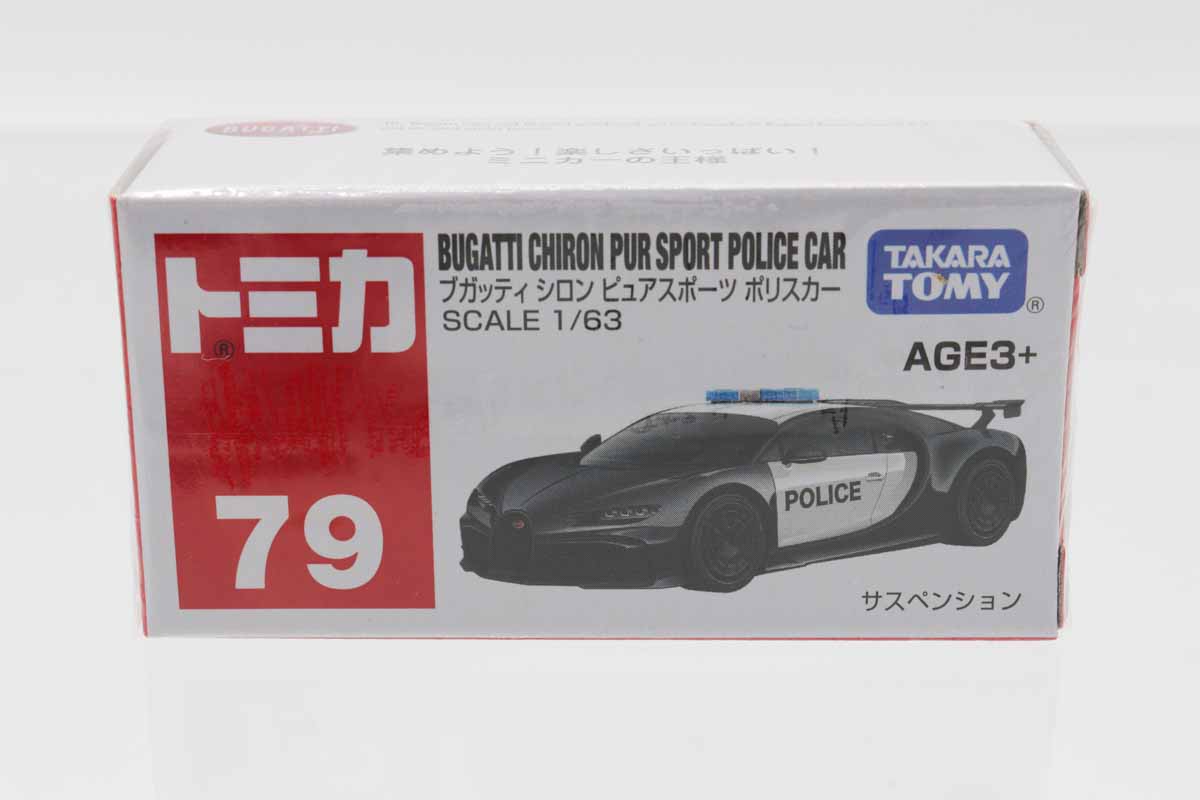 BUGATTI
集めよう！楽しさいっぱい！
ミニカーの王様
トミカ®
79
BUGATTI CHIRON PUR SPORT POLICE CAR
ブガッティ シロン ピュアスポーツ ポリスカー
SCALE 1/63
TAKARA
TOMY®
AGE3+
POLICE
サスペンション